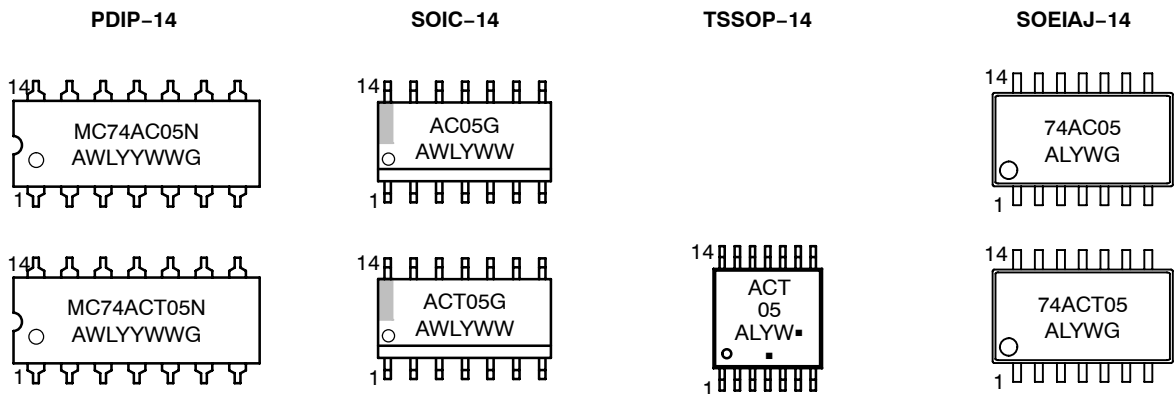 PDIP−14
SOIC−14
TSSOP−14
SOEIAJ−14
14
MC74AC05N
AWLYYWWG
1
14
AC05G
AWLYWW
1
14
74AC05
ALYWG
1
14
MC74ACT05N
AWLYYWWG
1
14
ACT05G
AWLYWW
1
14
ACT
05
ALYW▪
▪
1
14
74ACT05
ALYWG
1